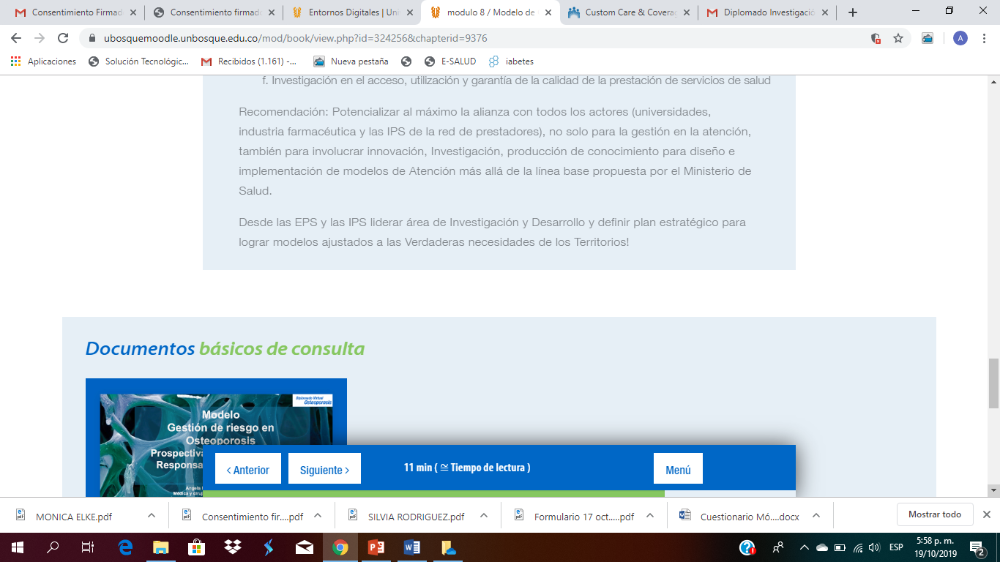 Consentimiento Firmad
Consentimiento firmado
Entornos Digitales | Uni
modulo 8 / Modelo de
Custom Care & Coverag
Diplomado Investigació
ubosquemoodle.unbosque.edu.co/mod/book/view.php?id=324256&chapterid=9376
A
Aplicaciones
Solución Tecnológic...
Recibidos (1.161) -...
Nueva pestaña
E-SALUD
iabetes
f. Investigación en el acceso, utilización y garantía de la calidad de la prestación de servicios de salud
Recomendación: Potencializar al máximo la alianza con todos los actores (universidades,
industria farmacéutica y las IPS de la red de prestadores), no solo para la gestión en la atención,
también para involucrar innovación, Investigación, producción de conocimiento para diseño e
implementación de modelos de Atención más allá de la línea base propuesta por el Ministerio de
Salud.
Desde las EPS y las IPS liderar área de Investigación y Desarrollo y definir plan estratégico para
lograr modelos ajustados a las Verdaderas necesidades de los Territorios!
Documentos básicos de consulta
Diplomado Virtual
Osteoporosis
Modelo
Gestión de riesgo en
Osteoporosis
Prospectiva
Responsa
Angela
Médica y ciruj
< Anterior
Siguiente >
11 min ( ≅ Tiempo de lectura )
Menú
MONICA ELKE.pdf
Consentimiento fir....pdf
SILVIA RODRIGUEZ.pdf
Formulario 17 oct.....pdf
Cuestionario Mó....docx
Mostrar todo
ESP
5:58 p. m.
19/10/2019
2